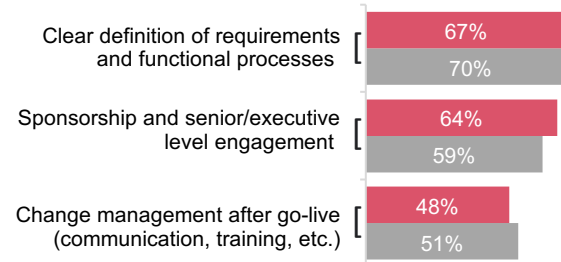 Clear definition of requirements
and functional processes
67%
70%
Sponsorship and senior/executive
level engagement
64%
59%
Change management after go-live
(communication, training, etc.)
48%
51%